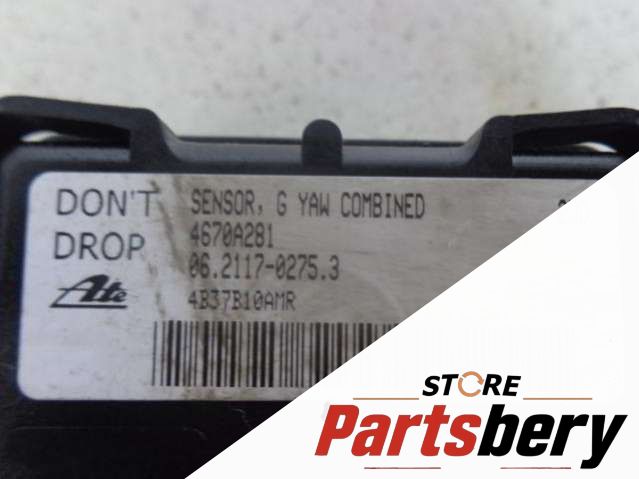 DON'T
DROP
Ate
SENSOR, G YAW COMBINED
4670A281
06.2117-0275.3
4B37B10AMR
STORE
Partsbery